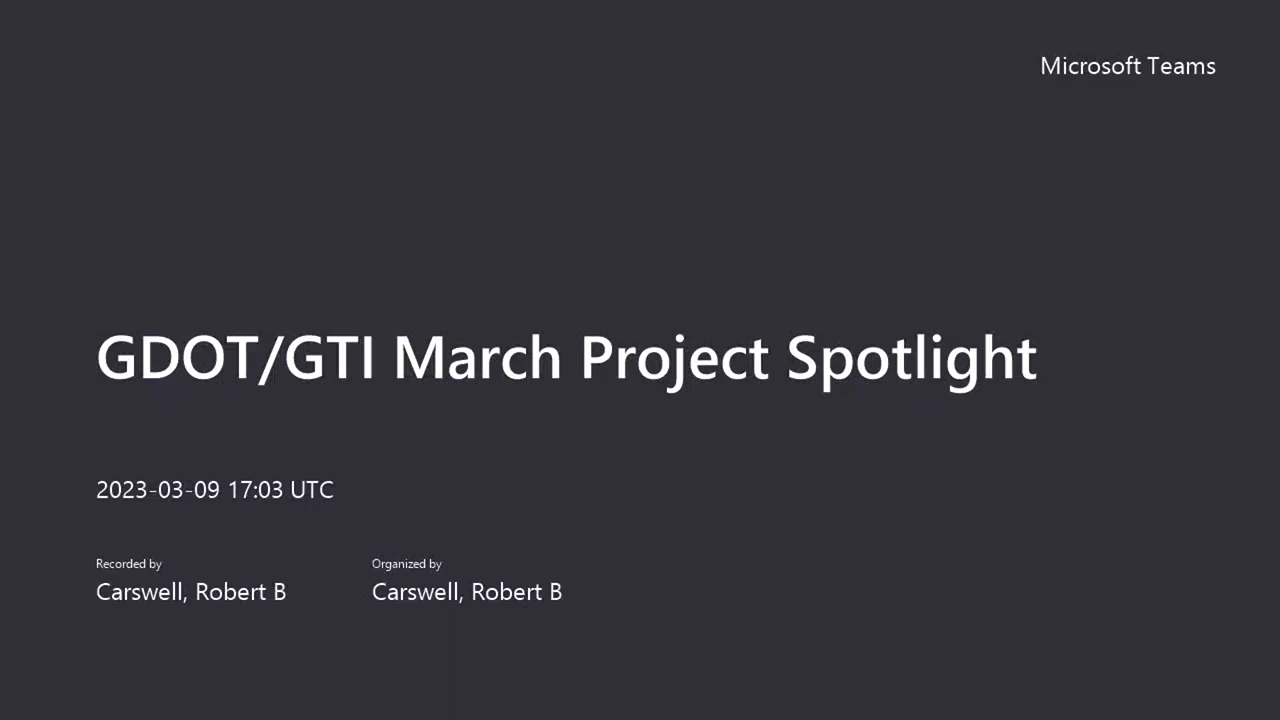 Microsoft Teams
GDOT/GTI March Project Spotlight
2023-03-09 17:03 UTC
Recorded by
Carswell, Robert B
Organized by
Carswell, Robert B